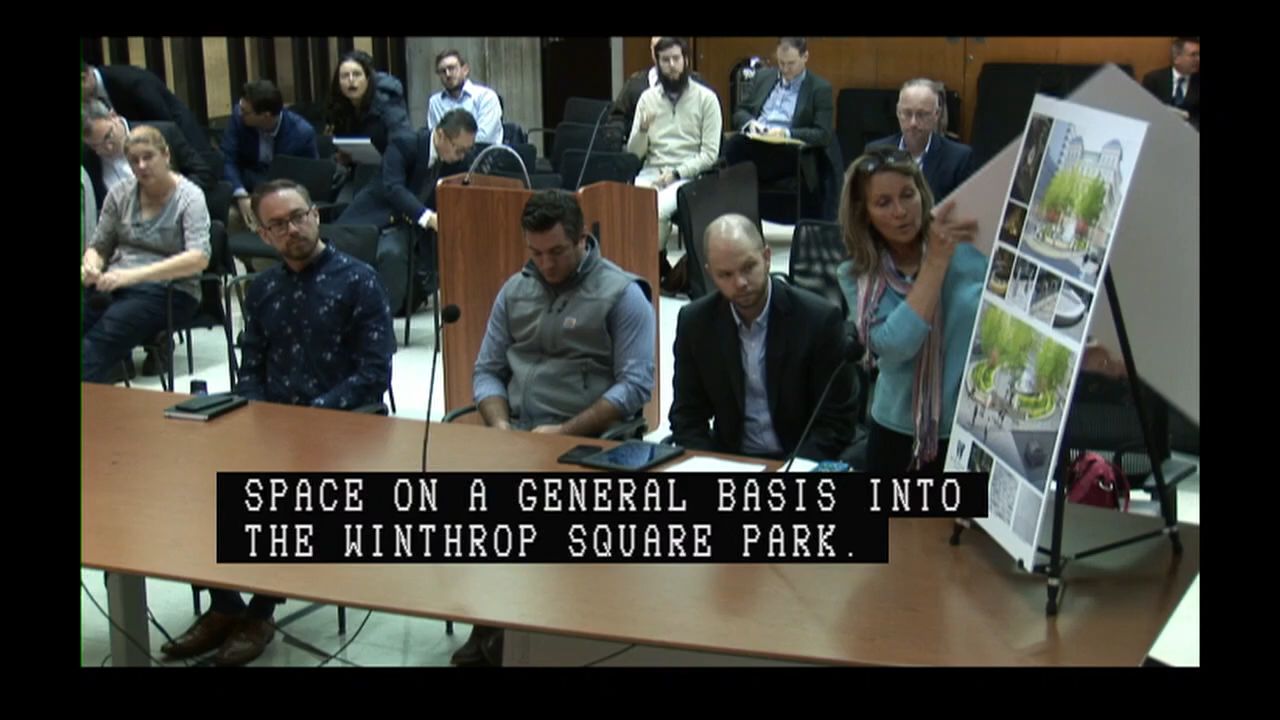 SPACE ON A GENERAL BASIS INTO
THE WINTHROP SQUARE PARK.